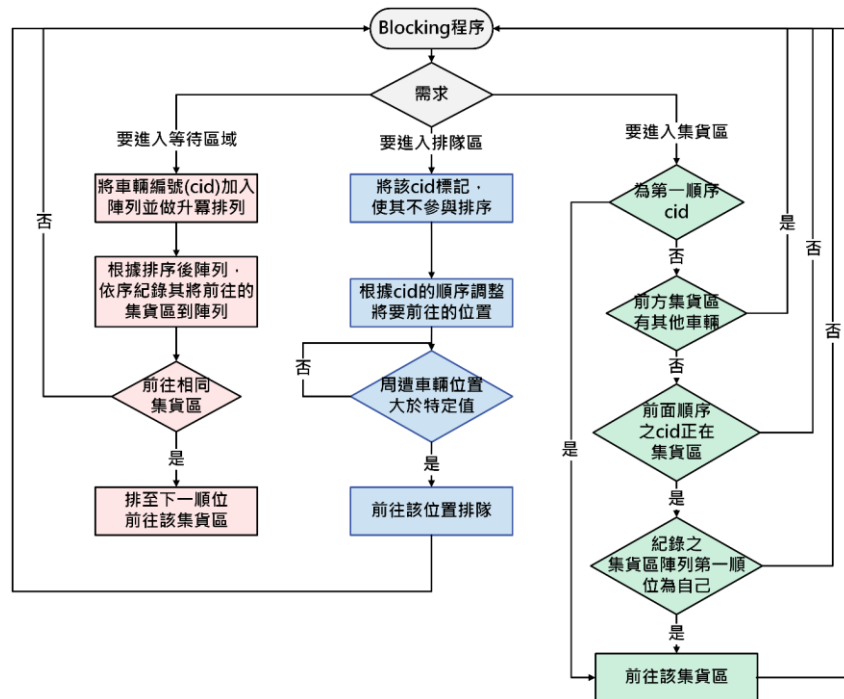 Blocking程序
需求
要進入等待區域
要進入排隊區
要進入集貨區
將車輛編號(cid)加入
陣列並做升冪排列
根據排序後陣列，
依序紀錄其將前往的
集貨區到陣列
否
前往相同
集貨區
是
排至下一順位
前往該集貨區
將該cid標記，
使其不參與排序
根據cid的順序調整
將要前往的位置
否
周遭車輛位置
大於特定值
是
前往該位置排隊
為第一順序
cid
是
否
前方集貨區
有其他車輛
是
否
前面順序
之cid正在
集貨區
否
是
紀錄之
集貨區陣列第一順
位為自己
否
是
前往該集貨區